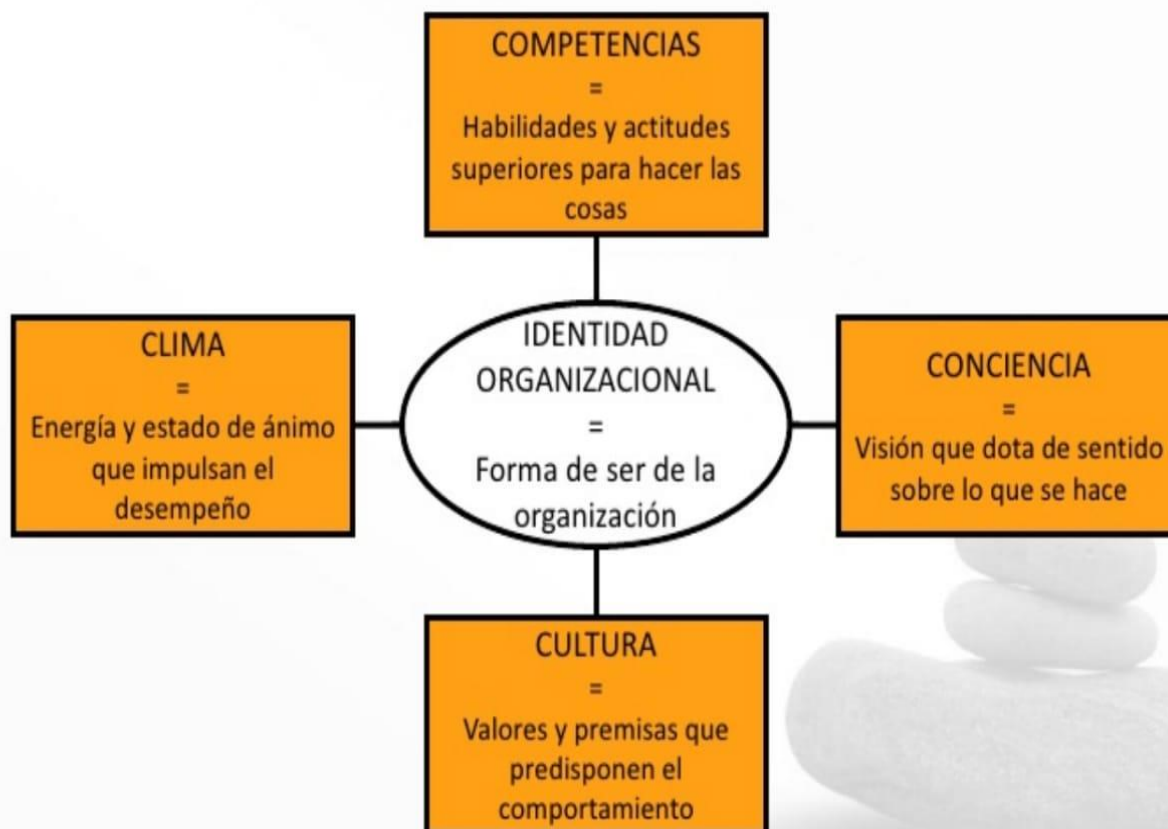 COMPETENCIAS
=
Habilidades y actitudes
superiores para hacer las
cosas
CLIMA
=
Energía y estado de ánimo
que impulsan el
desempeño
IDENTIDAD
ORGANIZACIONAL
=
Forma de ser de la
organización
CONCIENCIA
=
Visión que dota de sentido
sobre lo que se hace
CULTURA
=
Valores y premisas que
predisponen el
comportamiento